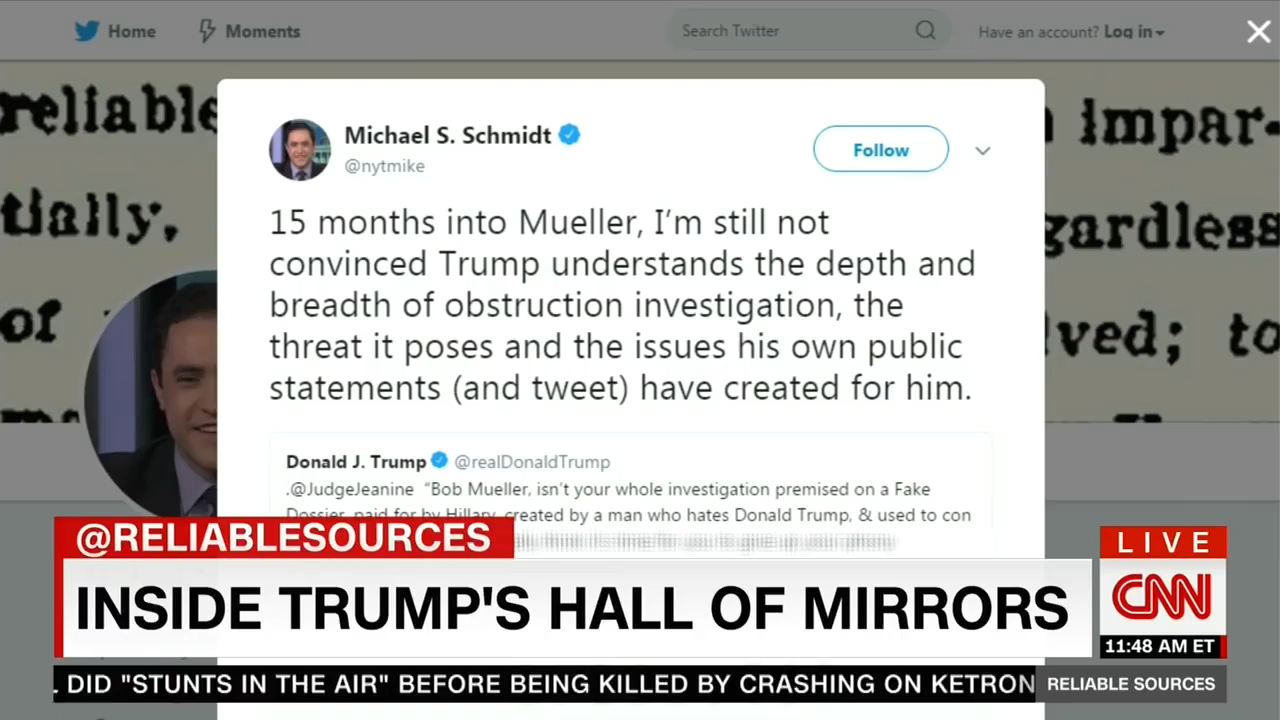 Home
Moments
Search Twitter
Have an account? Log in
reliable
impar-
tially,
gardless
of
lved; to
Michael S. Schmidt
@nytmike
Follow
15 months into Mueller, I'm still not
convinced Trump understands the depth and
breadth of obstruction investigation, the
threat it poses and the issues his own public
statements (and tweet) have created for him.
Donald J. Trump @realDonaldTrump
.@JudgeJeanine “Bob Mueller, isn't your whole investigation premised on a Fake
Dossier, paid for by Hillary, created by a man who hates Donald Trump, & used to con
@RELIABLESOURCES
INSIDE TRUMP'S HALL OF MIRRORS
LIVE
CNN
11:48 AM ET
. DID "STUNTS IN THE AIR" BEFORE BEING KILLED BY CRASHING ON KETRON
RELIABLE SOURCES